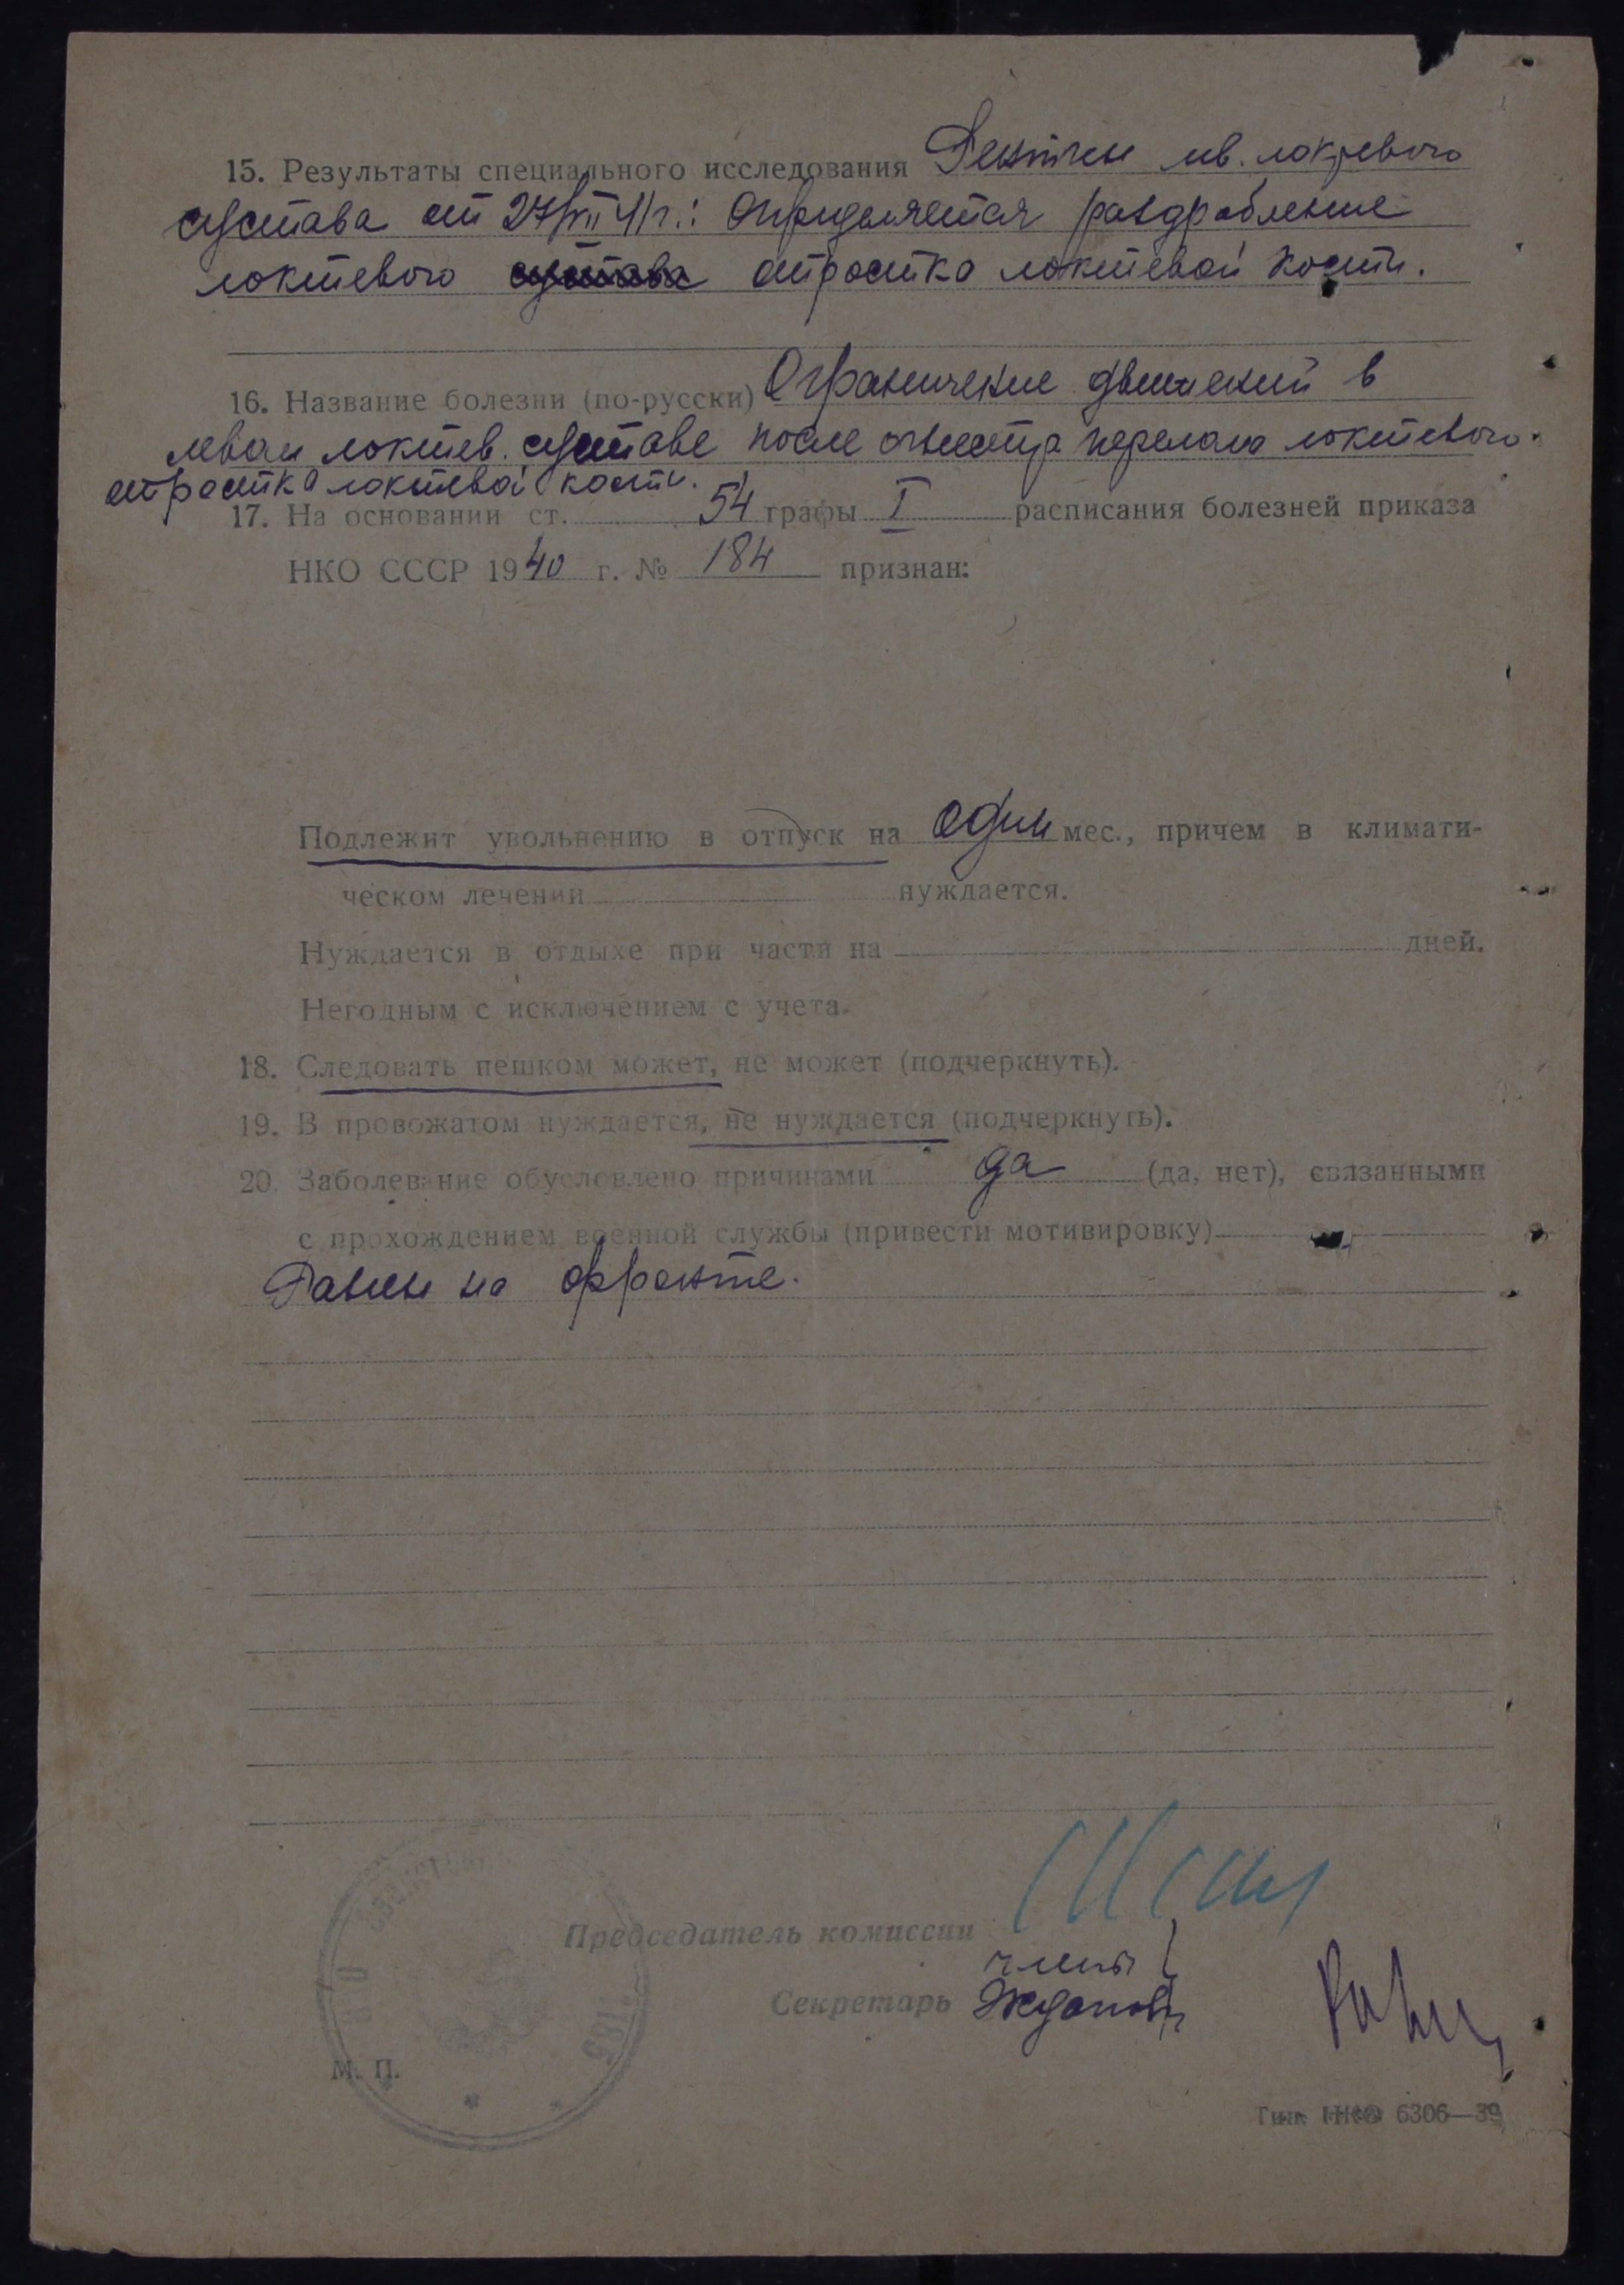 15. Результаты специального исследования Рентген лев. локтевого
сустава от 27/XII 41г.: Определяется раздробление
локтевого сустава отростка локтевой кости.
16. Название болезни (по-русски) Ограничение движений в
левом локтев. суставе после огнестр перелома локтевого
отростка локтевой кости.
17. На основании ст. 54 графы I расписания болезней приказа
НКО СССР 1940 г. № 184 признан:
Подлежит увольнению в отпуск на один мес., причем в климати-
ческом лечении нуждается.
Нуждается в отдыхе при части на дней.
Негодным с исключением с учета.
18. Следовать пешком может, не может (подчеркнуть).
19. В провожатом нуждается, не нуждается (подчеркнуть).
20. Заболевание обусловлено причинами да (да, нет), связанными
с прохождением военной службы (привести мотивировку)
Ранен на фронте.
Председатель комиссии
члены
Секретарь
М. П.
6306—39